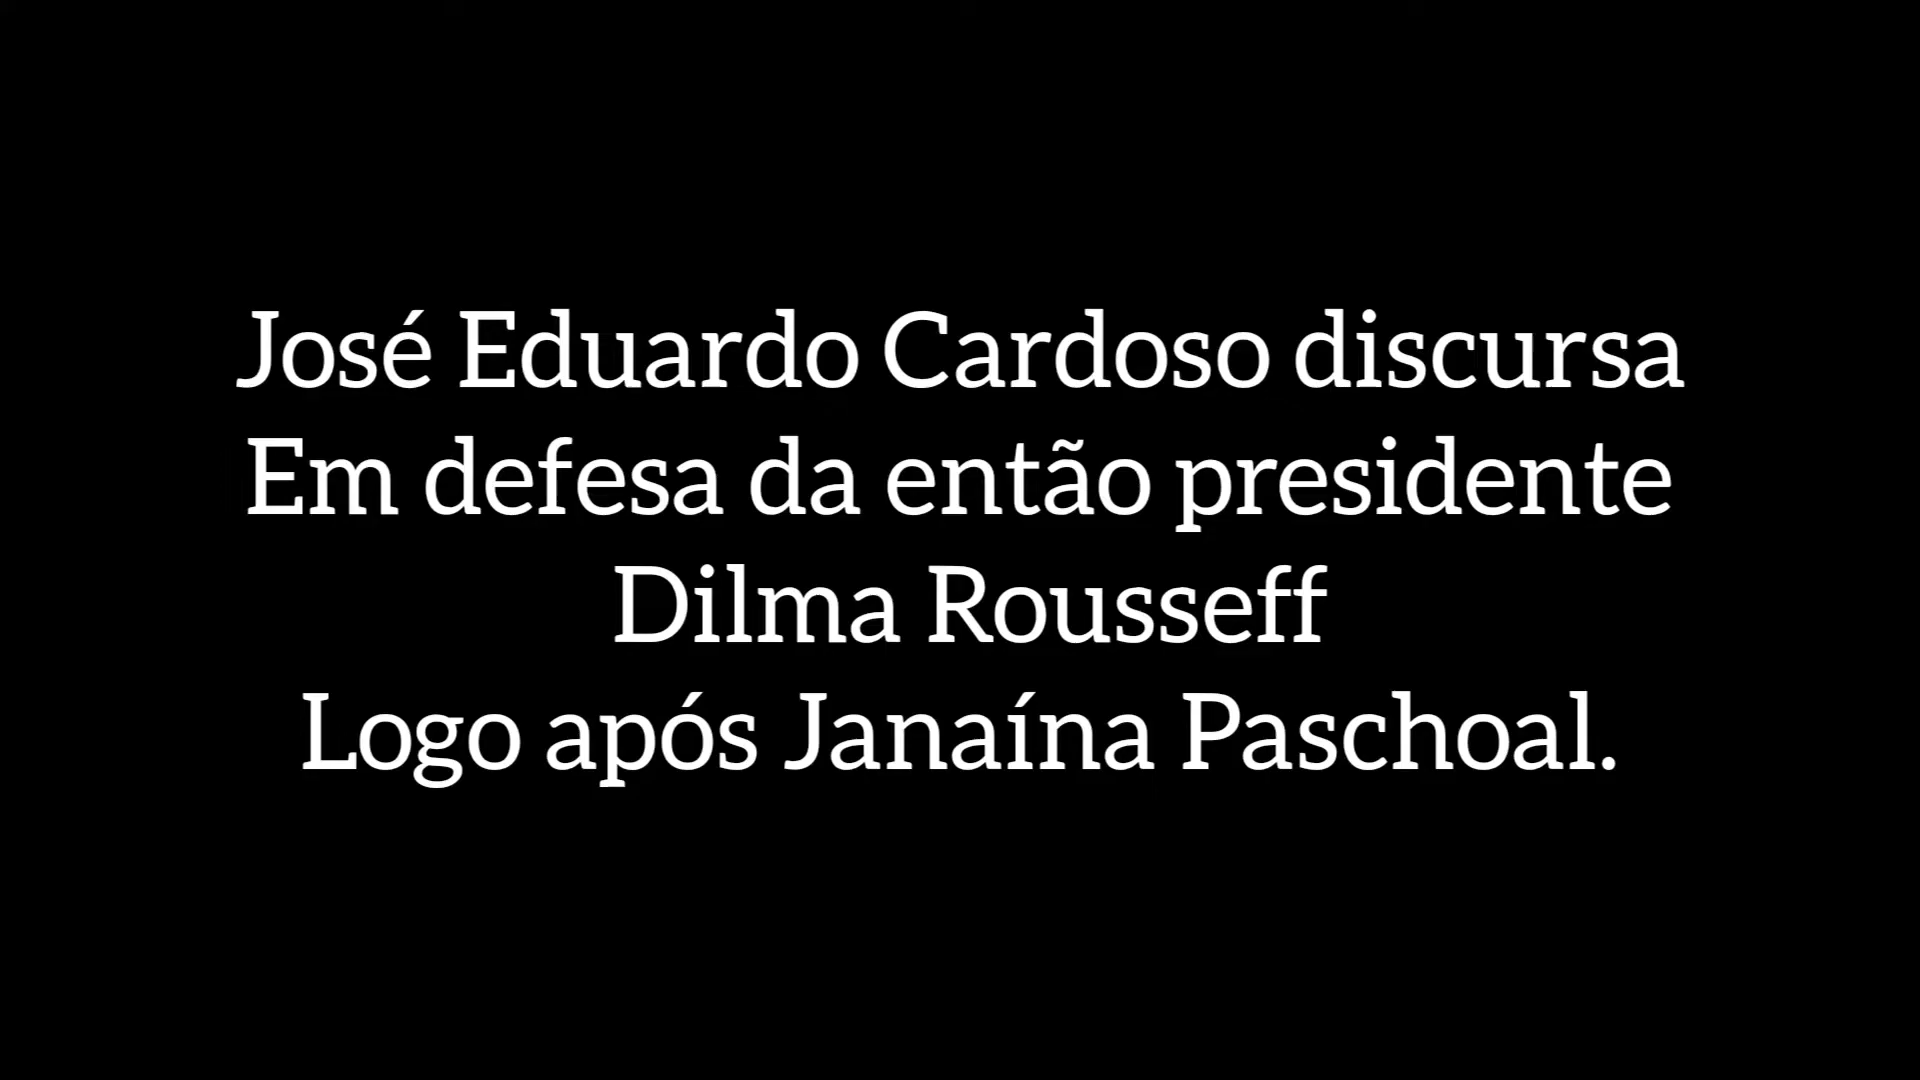 José Eduardo Cardoso discursa
Em defesa da então presidente
Dilma Rousseff
Logo após Janaína Paschoal.